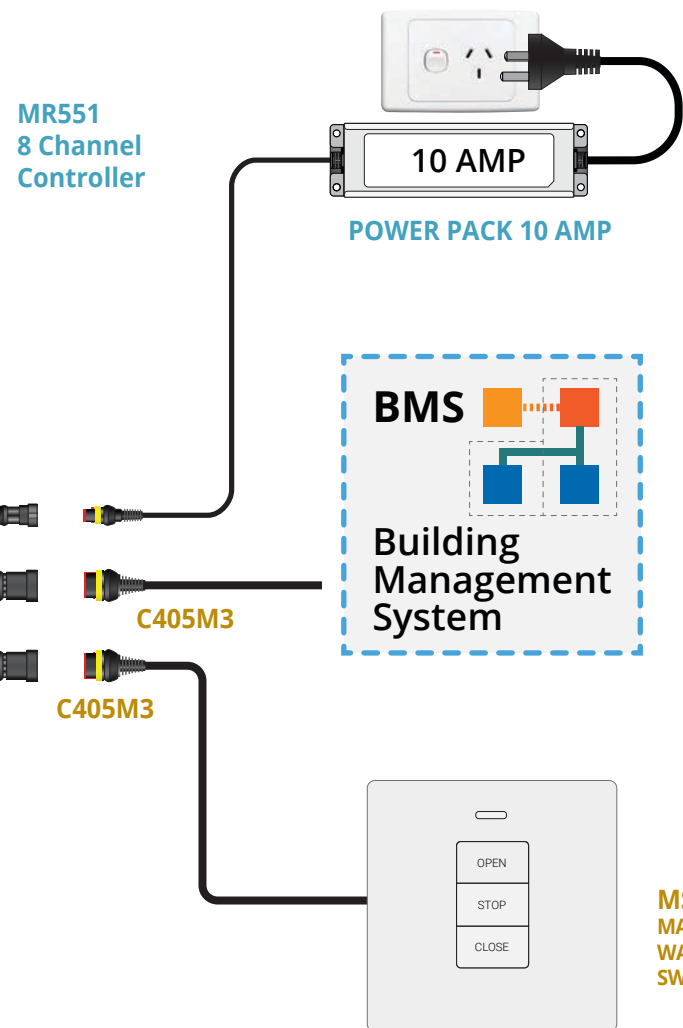 MR551
8 Channel
Controller
10 AMP
POWER PACK 10 AMP
BMS
Building
Management
System
C405M3
C405M3
OPEN
STOP
CLOSE